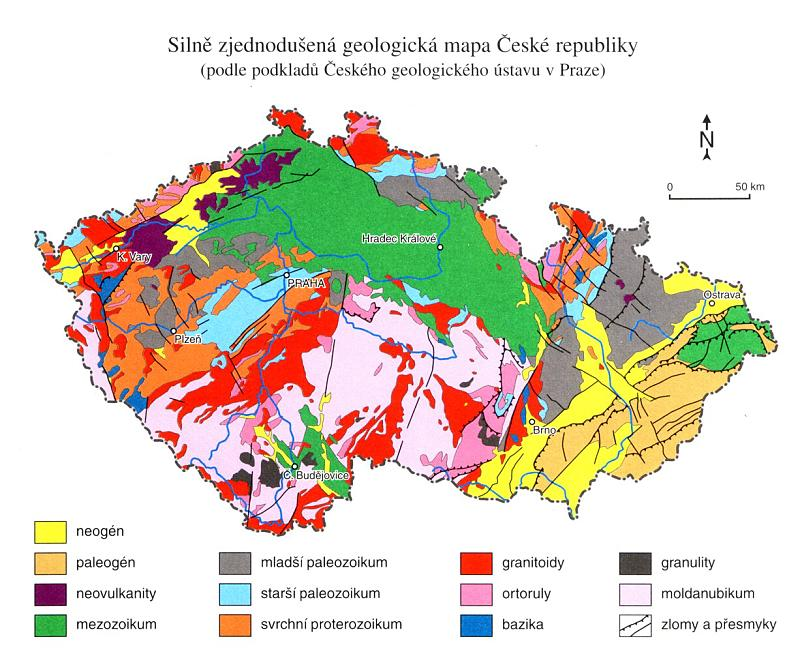 Silně zjednodušená geologická mapa České republiky
(podle podkladů Českého geologického ústavu v Praze)
N
0 50 km
Hradec Králové
K. Vary
PRAHA
Ostrava
Plzeň
Brno
Č. Budějovice
neogén
paleogén
neovulkanity
mezozoikum
mladší paleozoikum
starší paleozoikum
svrchní proterozoikum
granitoidy
ortoruly
bazika
granulity
moldanubikum
zlomy a přesmyky